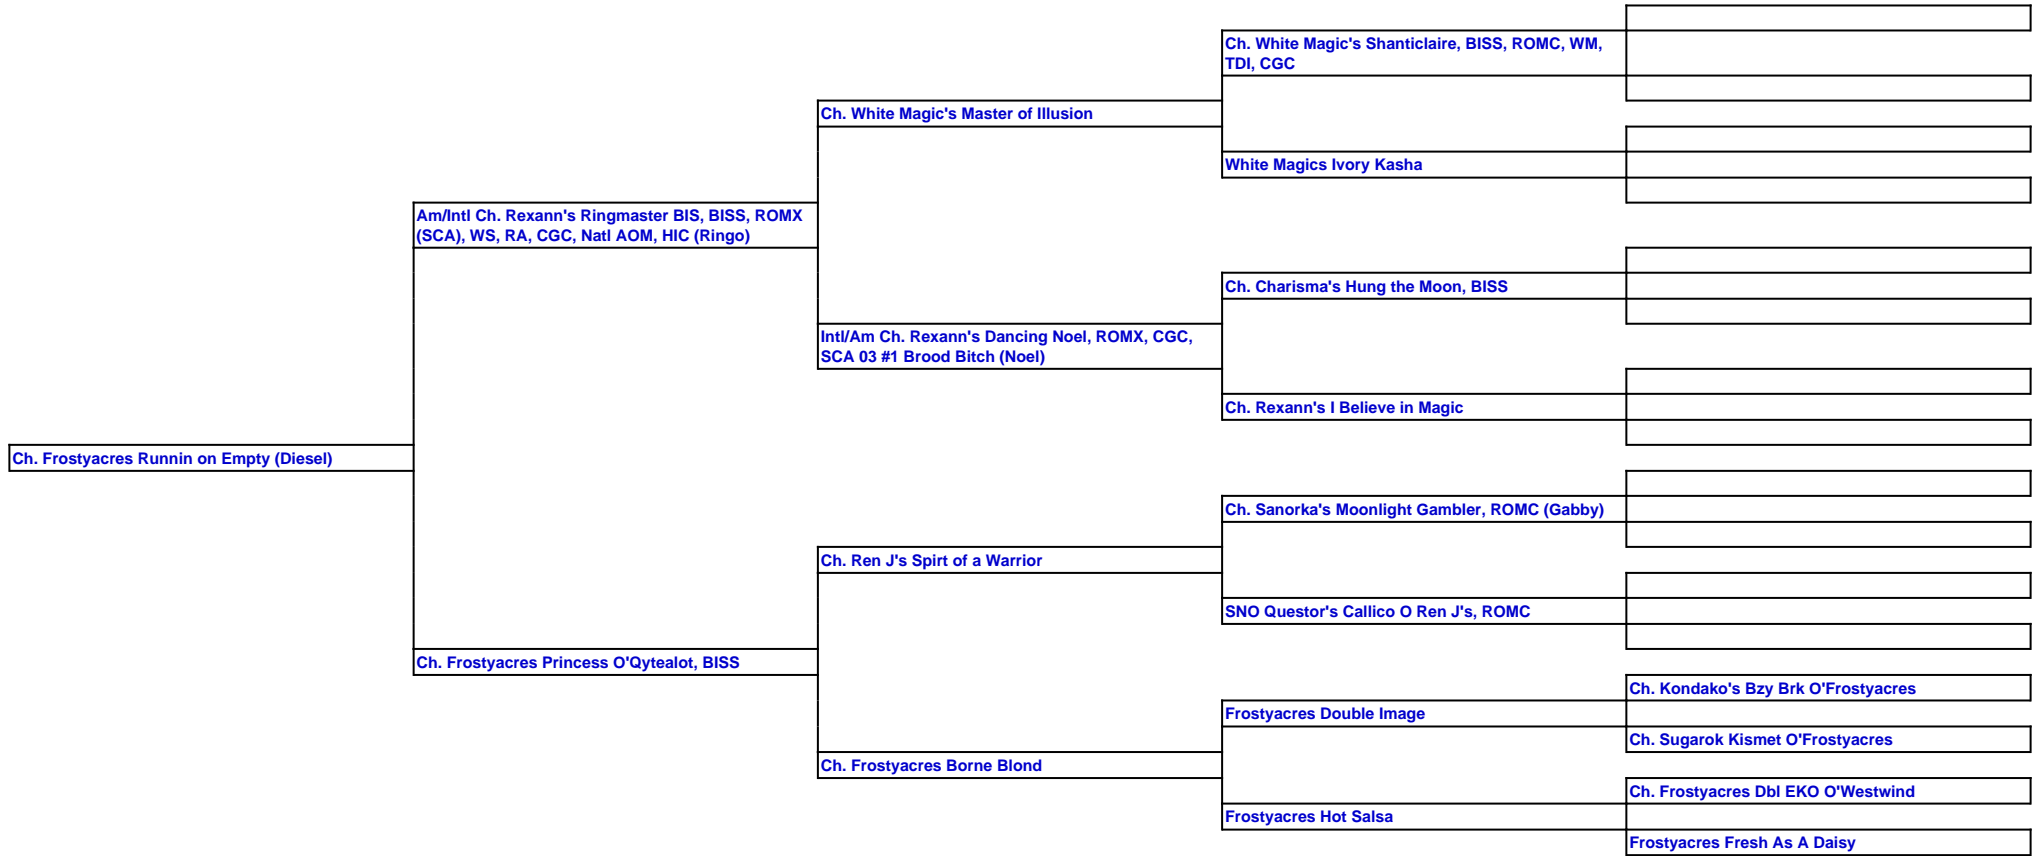 Ch. White Magic's Shanticlaire, BISS, ROMC, WM,
TDI, CGC
Ch. White Magic's Master of Illusion
White Magics Ivory Kasha
Am/Intl Ch. Rexann's Ringmaster BIS, BISS, ROMX
(SCA), WS, RA, CGC, Natl AOM, HIC (Ringo)
Ch. Charisma's Hung the Moon, BISS
Intl/Am Ch. Rexann's Dancing Noel, ROMX, CGC,
SCA 03 #1 Brood Bitch (Noel)
Ch. Rexann's I Believe in Magic
Ch. Frostyacres Runnin on Empty (Diesel)
Ch. Sanorka's Moonlight Gambler, ROMC (Gabby)
Ch. Ren J's Spirt of a Warrior
SNO Questor's Callico O Ren J's, ROMC
Ch. Frostyacres Princess O'Qytealot, BISS
Ch. Kondako's Bzy Brk O'Frostyacres
Frostyacres Double Image
Ch. Sugarok Kismet O'Frostyacres
Ch. Frostyacres Borne Blond
Ch. Frostyacres Dbl EKO O'Westwind
Frostyacres Hot Salsa
Frostyacres Fresh As A Daisy